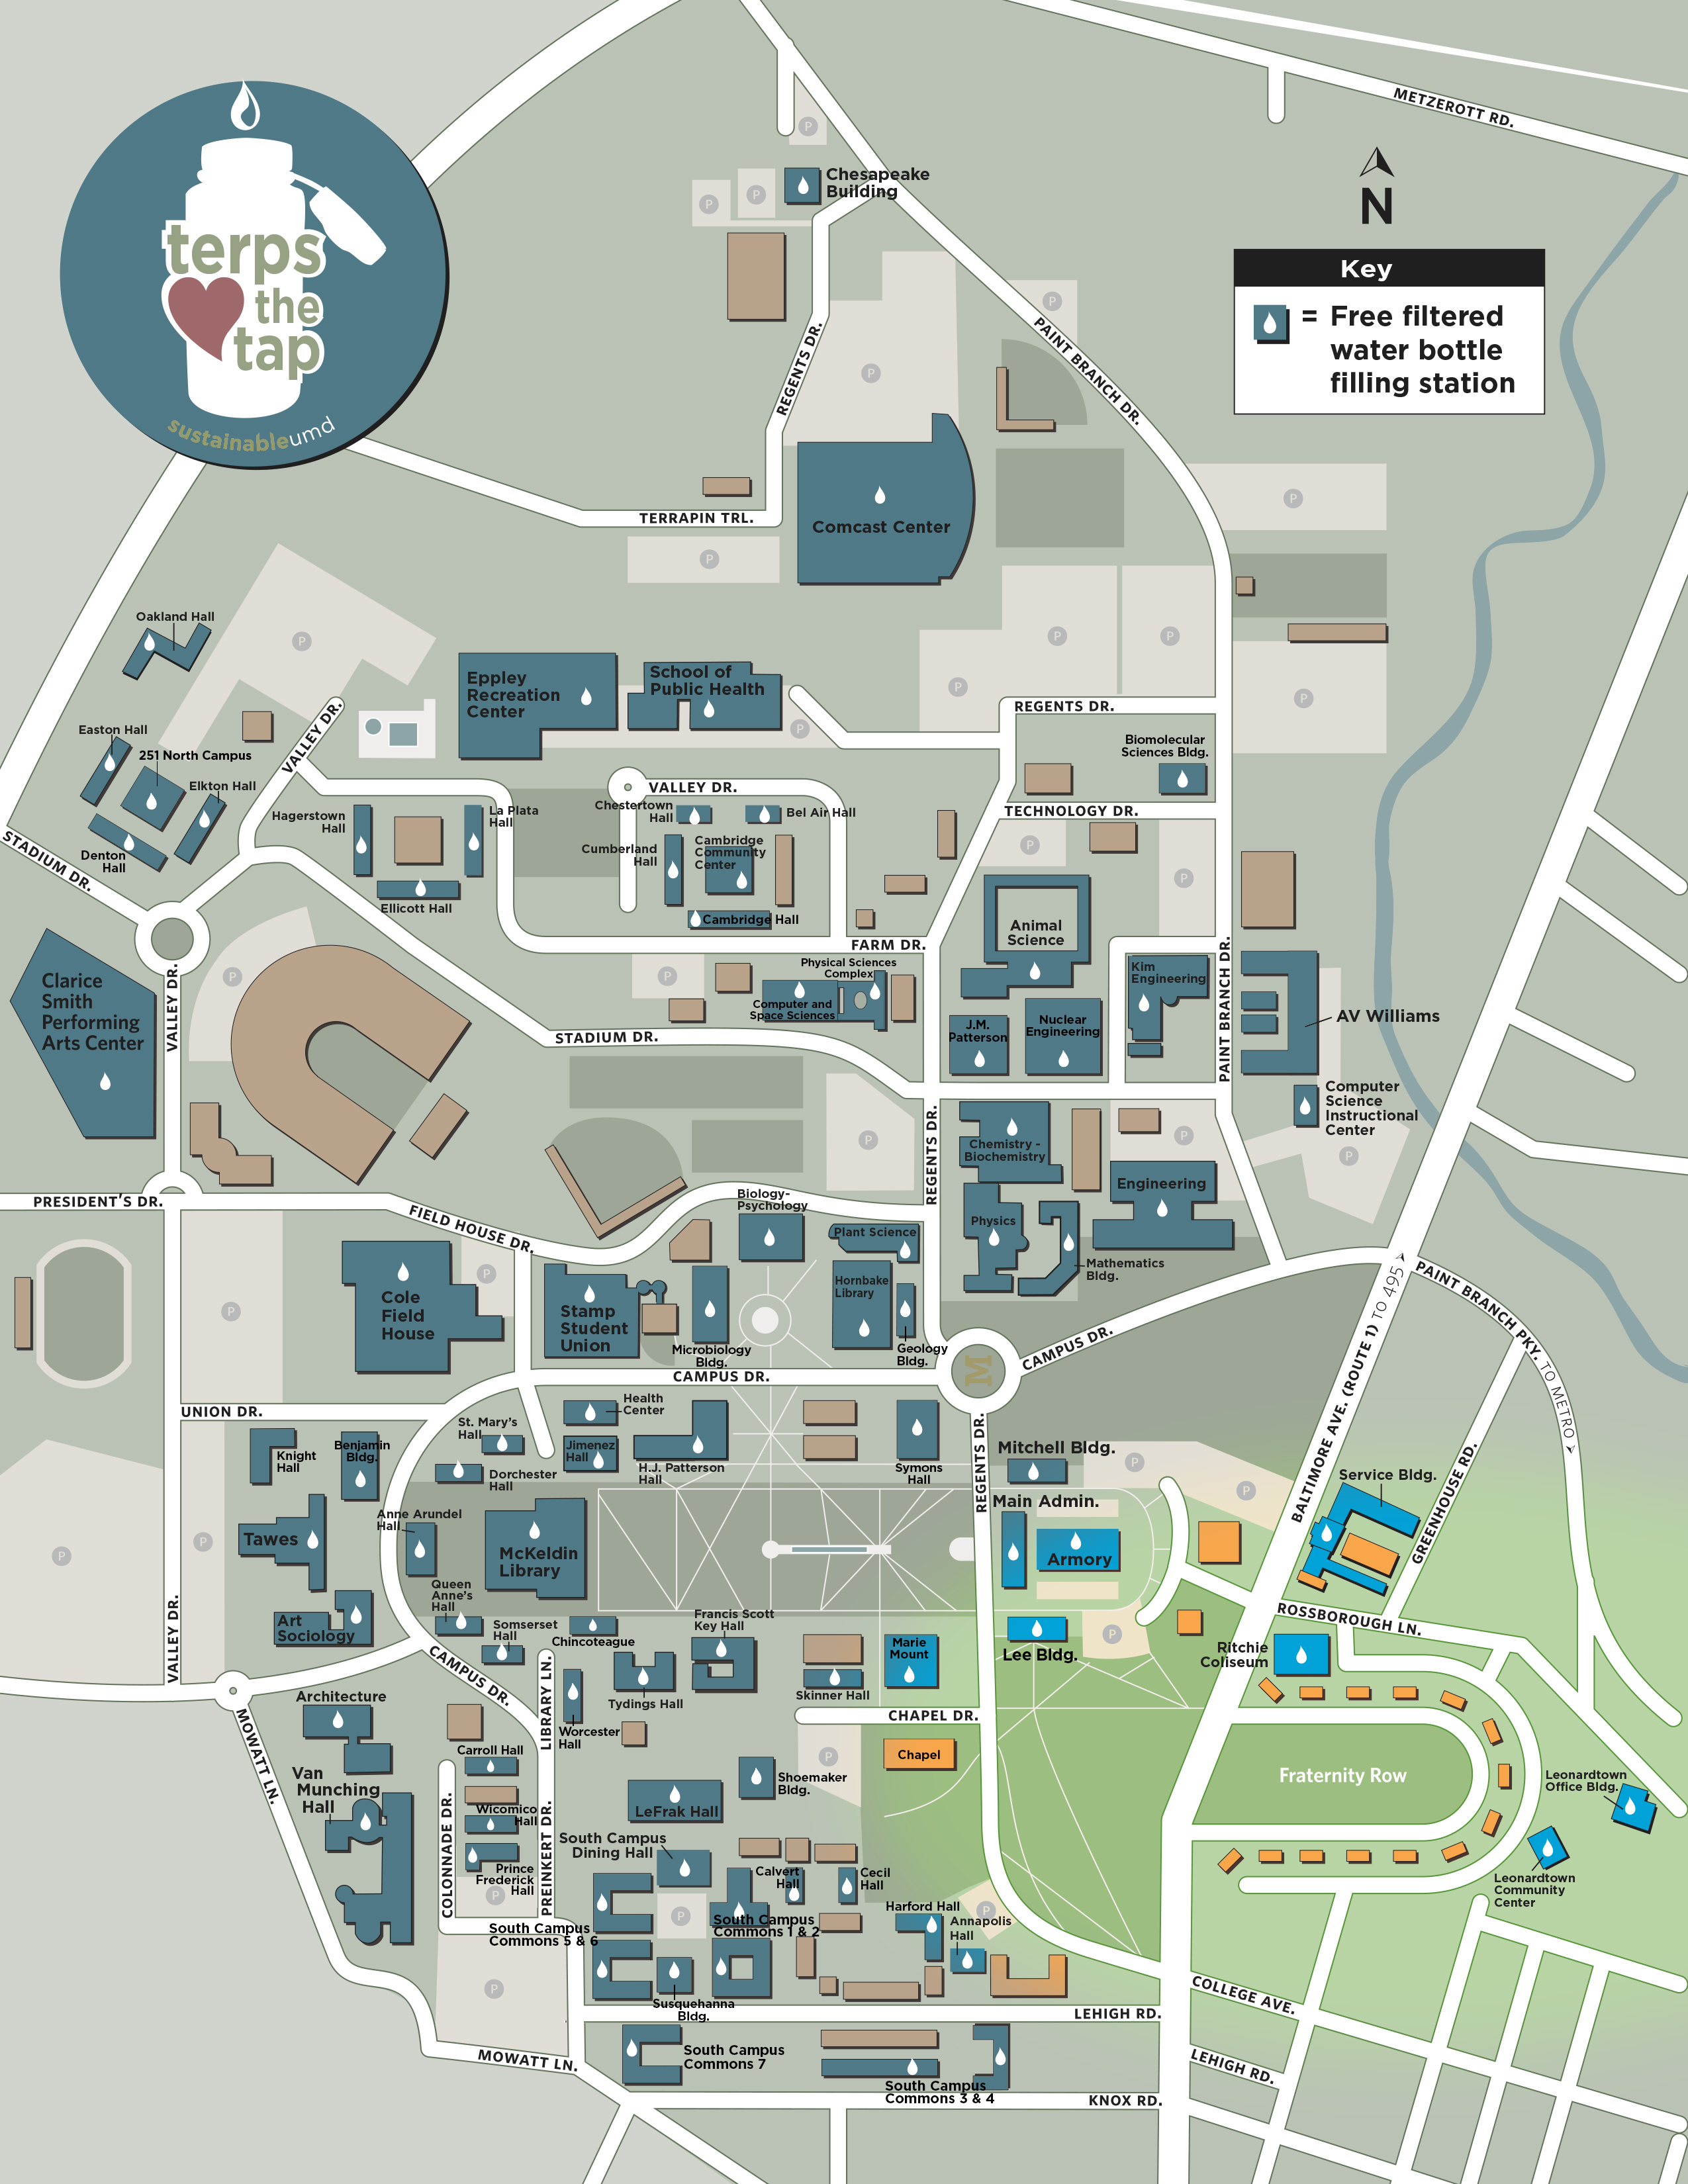 terps
the
tap
sustainableumd
METZEROTT RD.
N
Key
= Free filtered
water bottle
filling station
P
P
P
Chesapeake
Building
P
P
REGENTS DR.
PAINT BRANCH DR.
P
TERRAPIN TRL.
Comcast Center
P
P
P
P
P
P
Oakland Hall
Eppley
Recreation
Center
School of
Public Health
P
REGENTS DR.
Easton Hall
251 North Campus
Elkton Hall
Denton
Hall
VALLEY DR.
STADIUM DR.
Biomolecular
Sciences Bldg.
TECHNOLOGY DR.
VALLEY DR.
Chestertown
Hall
Bel Air Hall
Hagerstown
Hall
La Plata
Hall
Ellicott Hall
Cumberland
Hall
Cambridge
Community
Center
Cambridge Hall
P
P
FARM DR.
Animal
Science
Kim
Engineering
PAINT BRANCH DR.
AV Williams
Clarice
Smith
Performing
Arts Center
VALLEY DR.
P
P
Physical Sciences
Complex
Computer and
Space Sciences
J.M.
Patterson
Nuclear
Engineering
STADIUM DR.
Computer
Science
Instructional
Center
P
P
P
REGENTS DR.
Chemistry -
Biochemistry
Engineering
Physics
Mathematics
Bldg.
PRESIDENT'S DR.
FIELD HOUSE DR.
Biology-
Psychology
Plant Science
Hornbake
Library
Geology
Bldg.
P
P
Cole
Field
House
Stamp
Student
Union
Microbiology
Bldg.
M
CAMPUS DR.
CAMPUS DR.
BALTIMORE AVE. (ROUTE 1) TO 495
PAINT BRANCH PKY. TO METRO
GREENHOUSE RD.
UNION DR.
Knight
Hall
Benjamin
Bldg.
St. Mary's
Hall
Dorchester
Hall
Health
Center
Jimenez
Hall
H.J. Patterson
Hall
Symons
Hall
REGENTS DR.
Mitchell Bldg.
P
P
Main Admin.
Armory
Service Bldg.
P
P
Tawes
Anne Arundel
Hall
McKeldin
Library
Queen
Anne's
Hall
Art
Sociology
Somserset
Hall
Chincoteague
Francis Scott
Key Hall
Tydings Hall
Skinner Hall
Marie
Mount
Lee Bldg.
P
ROSSBOROUGH LN.
Ritchie
Coliseum
VALLEY DR.
CAMPUS DR.
LIBRARY LN.
Worcester
Hall
CHAPEL DR.
Chapel
P
Architecture
MOWATT LN.
Van
Munching
Hall
Carroll Hall
Wicomico
Hall
Prince
Frederick
Hall
P
COLONNADE DR.
PREINKERT DR.
LeFrak Hall
Shoemaker
Bldg.
Fraternity Row
Leonardtown
Office Bldg.
Leonardtown
Community
Center
South Campus
Dining Hall
Calvert
Hall
Cecil
Hall
Harford Hall
Annapolis
Hall
P
P
South Campus
Commons 1 & 2
South Campus
Commons 5 & 6
Susquehanna
Bldg.
P
COLLEGE AVE.
LEHIGH RD.
LEHIGH RD.
MOWATT LN.
South Campus
Commons 7
South Campus
Commons 3 & 4
KNOX RD.